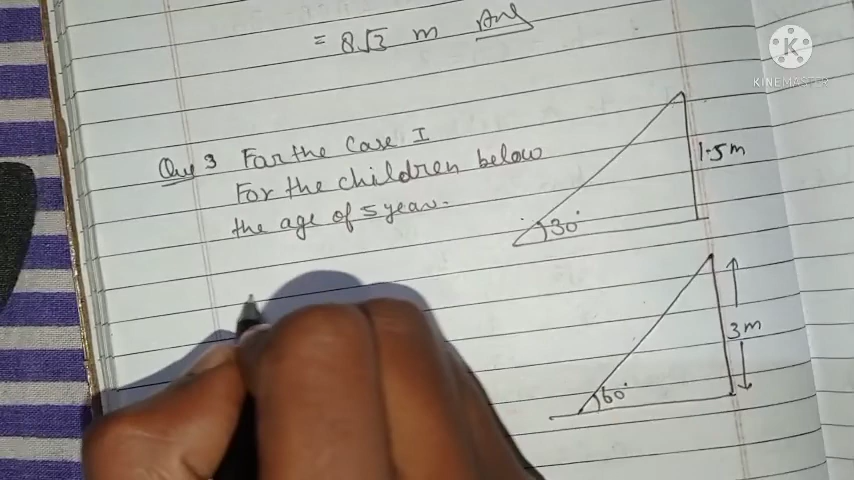 = 8√3 m Ans
K
KINEMASTER
Que 3 For the Case I
For the children below
the age of 5 year.
1.5m
30°
3m
60°